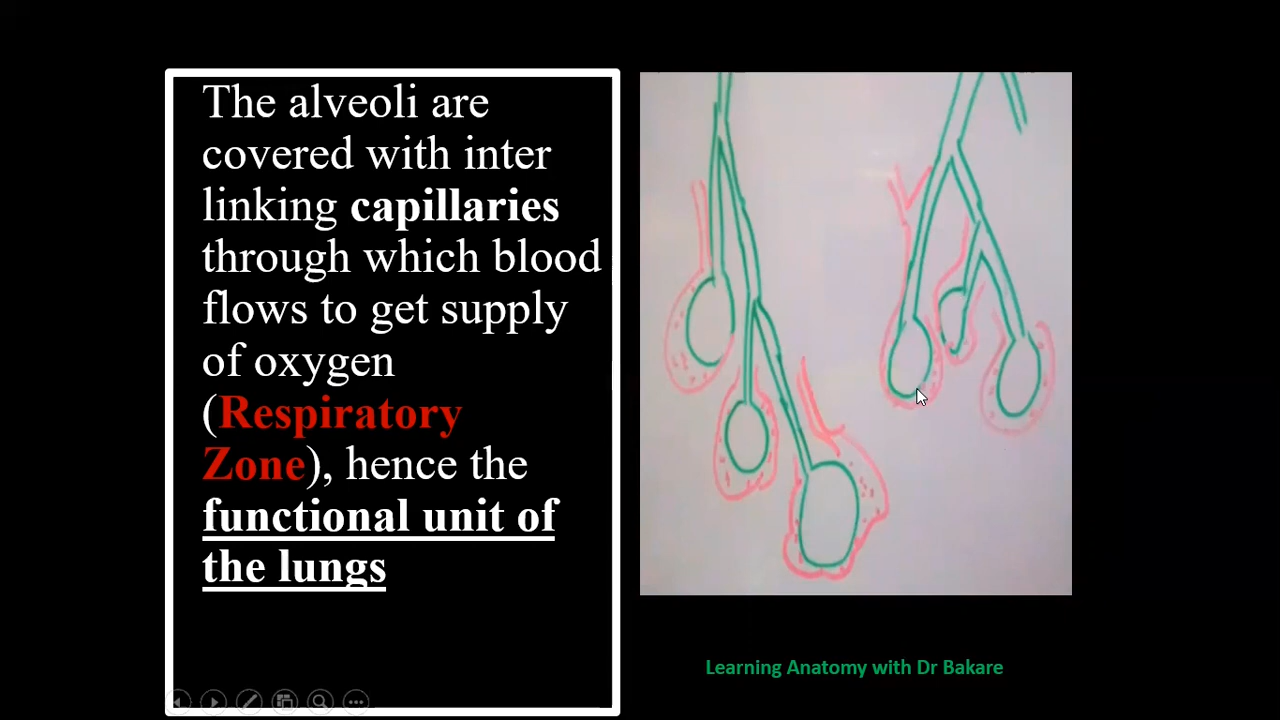 The alveoli are
covered with inter
linking capillaries
through which blood
flows to get supply
of oxygen
(Respiratory
Zone), hence the
functional unit of
the lungs
Learning Anatomy with Dr Bakare